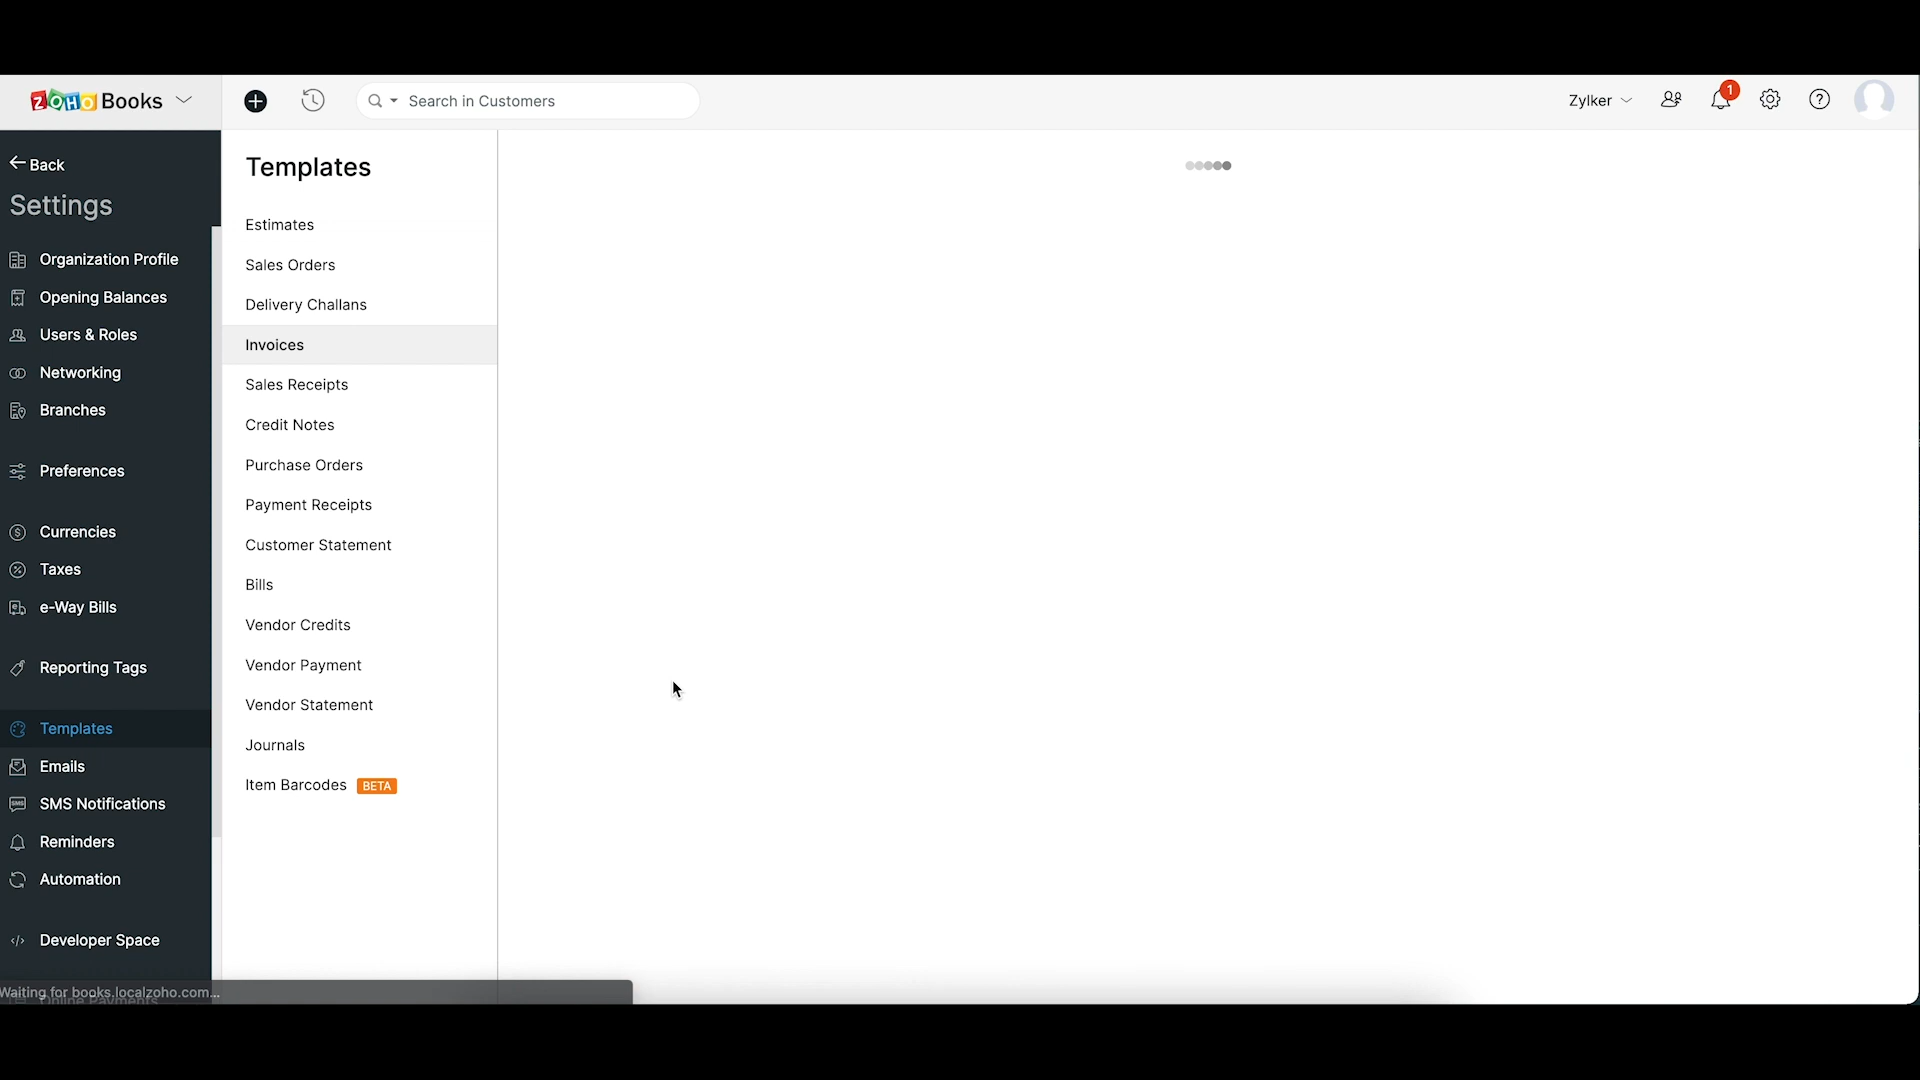 ZOHO Books
Search in Customers
Zylker
1
Back
Settings
Organization Profile
Opening Balances
Users & Roles
Networking
Branches
Preferences
Currencies
Taxes
e-Way Bills
Reporting Tags
Templates
Emails
SMS Notifications
Reminders
Automation
Developer Space
Online Payments
Waiting for books.localzoho.com...
Templates
Estimates
Sales Orders
Delivery Challans
Invoices
Sales Receipts
Credit Notes
Purchase Orders
Payment Receipts
Customer Statement
Bills
Vendor Credits
Vendor Payment
Vendor Statement
Journals
Item Barcodes BETA